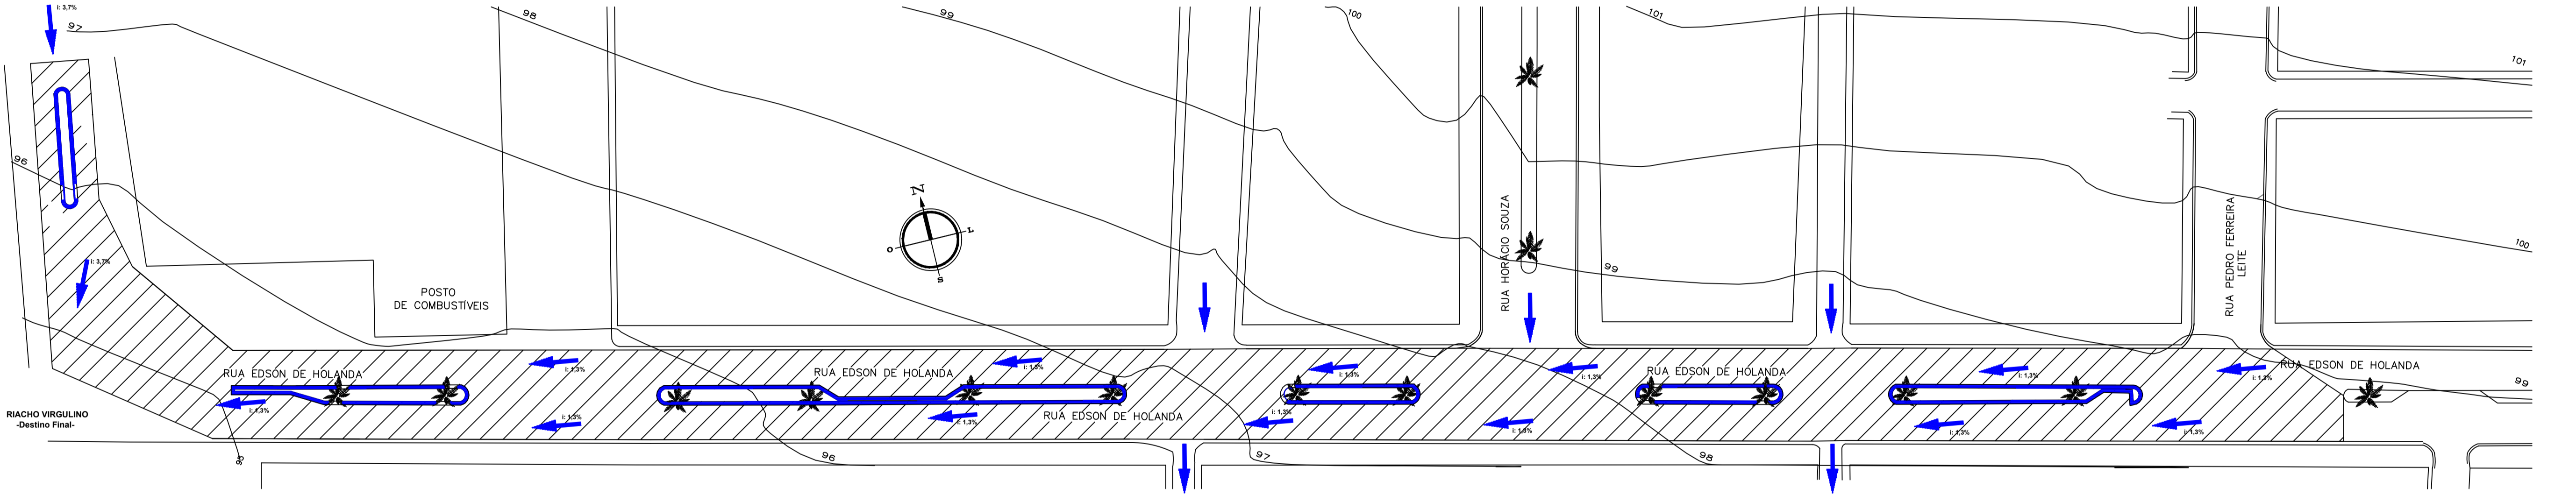 i: 3,7%
97
98
99
100
101
101
96
N
O
L
S
i: 3,7%
POSTO
DE COMBUSTÍVEIS
RUA HORÁCIO SOUZA
99
RUA PEDRO FERREIRA
LEITE
100
RUA EDSON DE HOLANDA
i: 1,3%
RUA EDSON DE HOLANDA
i: 1,3%
i: 1,3%
i: 1,3%
RUA EDSON DE HOLANDA
i: 1,3%
i: 1,3%
RUA EDSON DE HOLANDA
99
RIACHO VIRGULINO
-Destino Final-
i: 1,3%
i: 1,3%
i: 1,3%
RUA EDSON DE HOLANDA
i: 1,3%
i: 1,3%
i: 1,3%
i: 1,3%
95
96
97
98